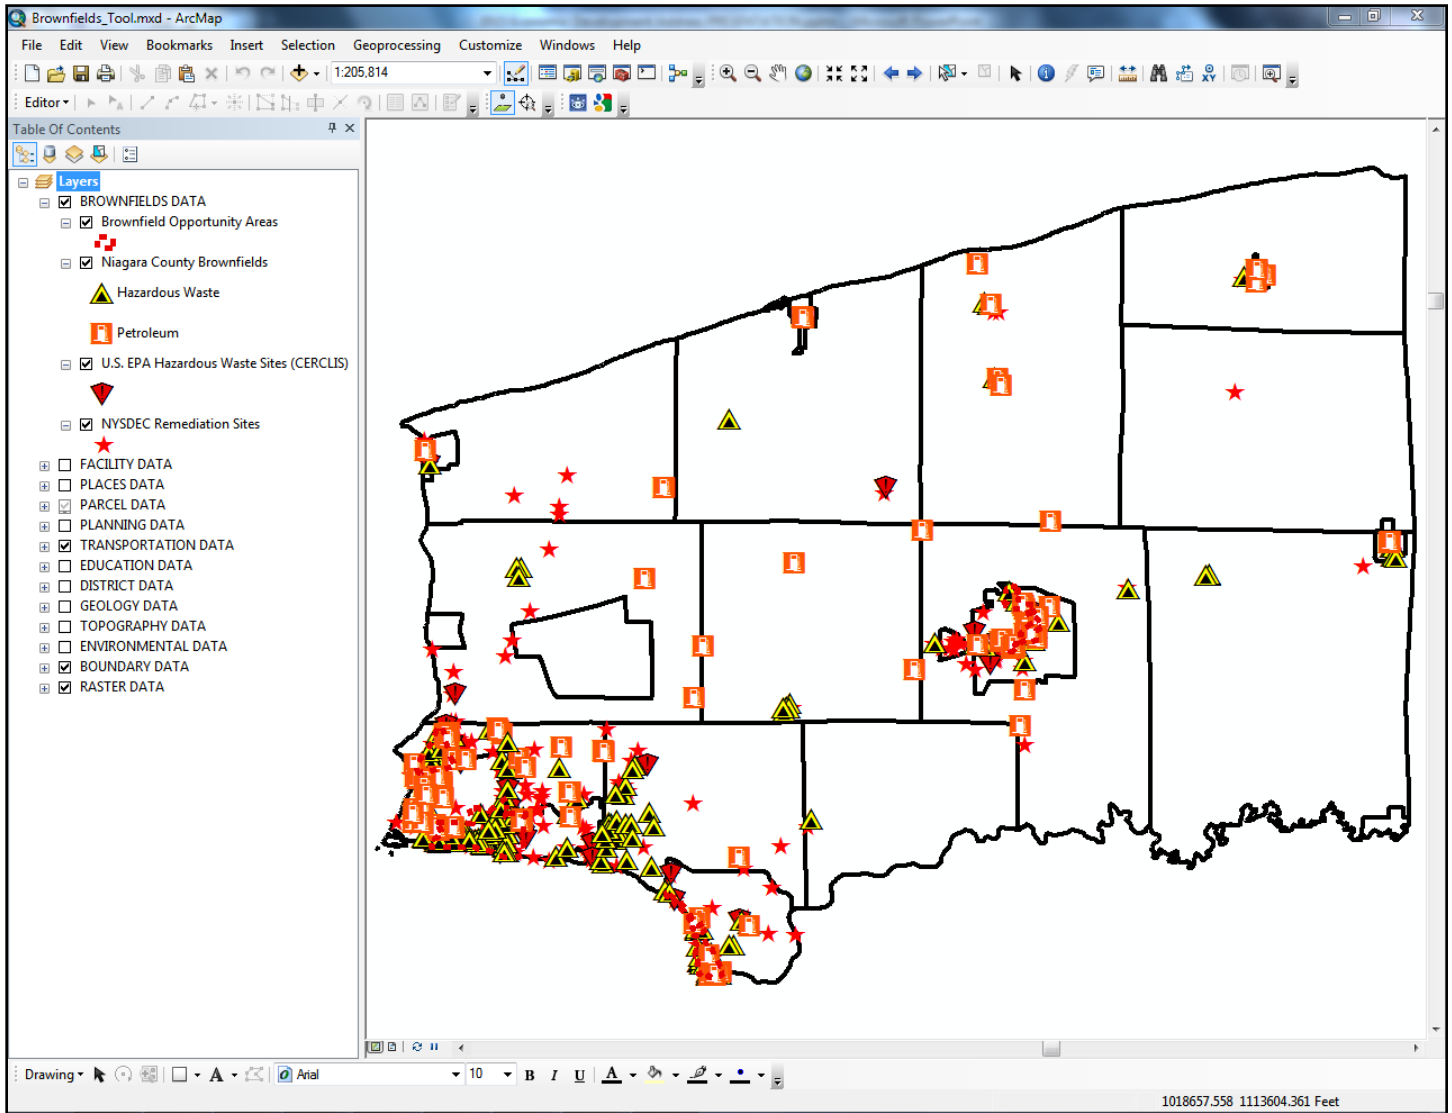 Brownfields_Tool.mxd - ArcMap
File Edit View Bookmarks Insert Selection Geoprocessing Customize Windows Help
1:205,814
Editor
Table Of Contents
Layers
BROWNFIELDS DATA
Brownfield Opportunity Areas
Niagara County Brownfields
Hazardous Waste
Petroleum
U.S. EPA Hazardous Waste Sites (CERCLIS)
NYSDEC Remediation Sites
FACILITY DATA
PLACES DATA
PARCEL DATA
PLANNING DATA
TRANSPORTATION DATA
EDUCATION DATA
DISTRICT DATA
GEOLOGY DATA
TOPOGRAPHY DATA
ENVIRONMENTAL DATA
BOUNDARY DATA
RASTER DATA
Drawing A Arial 10 B I U A
1018657.558 1113604.361 Feet